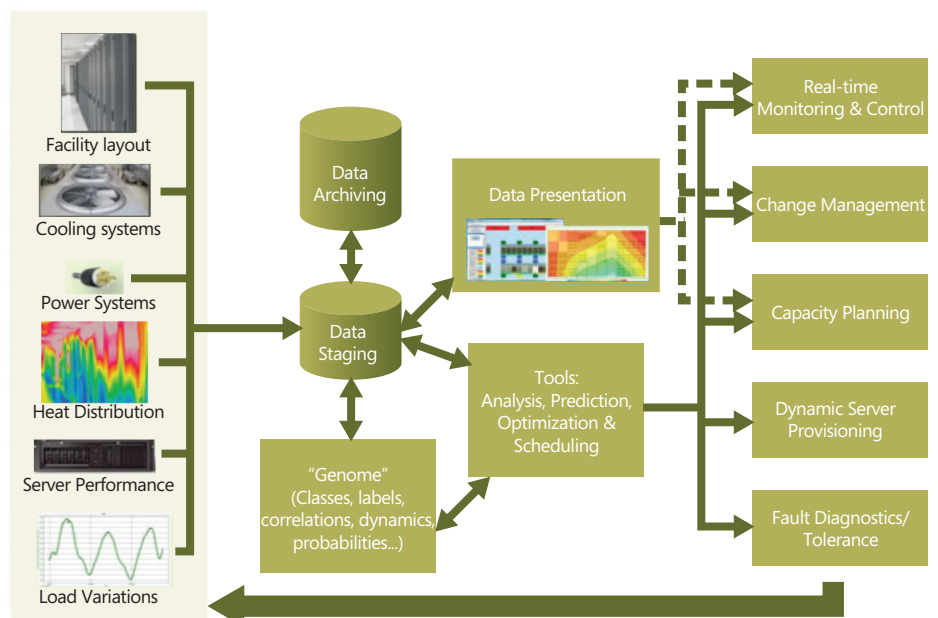 Facility layout
Cooling systems
Power Systems
Heat Distribution
Server Performance
Load Variations
Data
Archiving
Data
Staging
"Genome"
(Classes, labels,
correlations, dynamics,
probabilities...)
Data Presentation
Tools:
Analysis, Prediction,
Optimization &
Scheduling
Real-time
Monitoring & Control
Change Management
Capacity Planning
Dynamic Server
Provisioning
Fault Diagnostics/
Tolerance